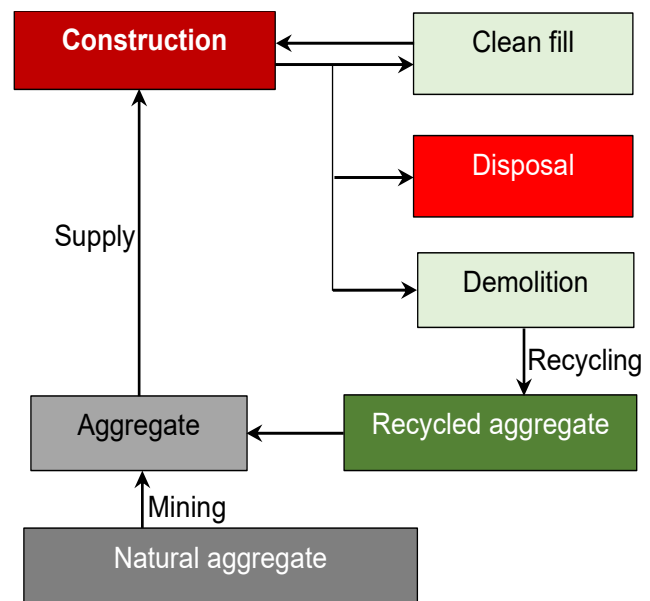 Construction
Clean fill
Disposal
Supply
Demolition
Recycling
Aggregate
Recycled aggregate
Mining
Natural aggregate